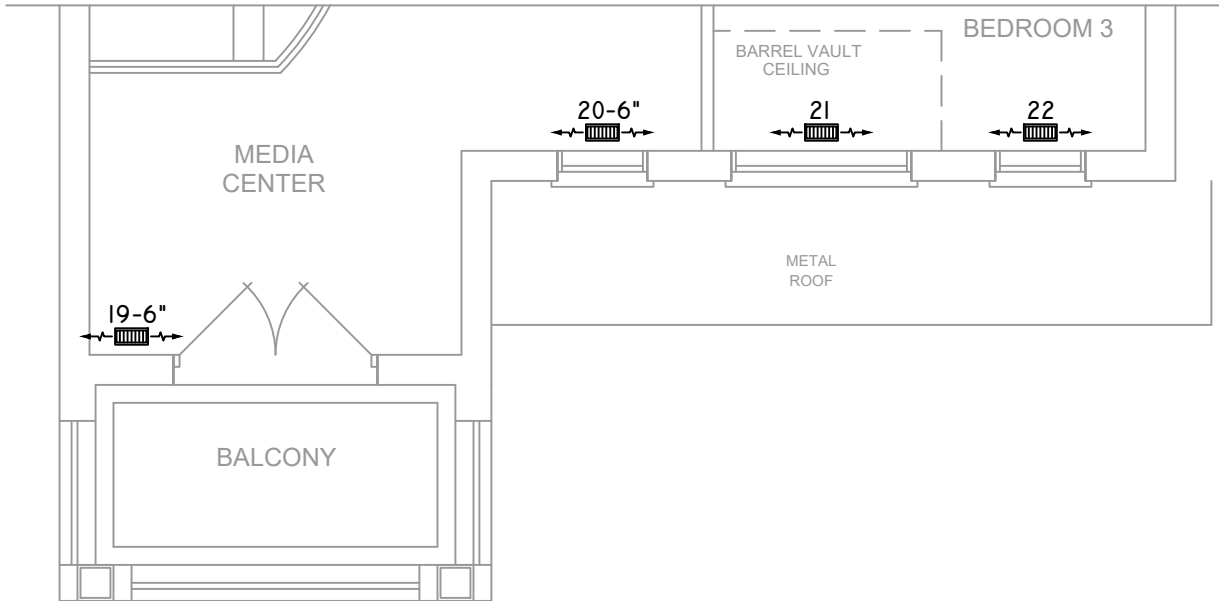 BEDROOM 3
BARREL VAULT
CEILING
20-6"
21
22
MEDIA
CENTER
METAL
ROOF
19-6"
BALCONY